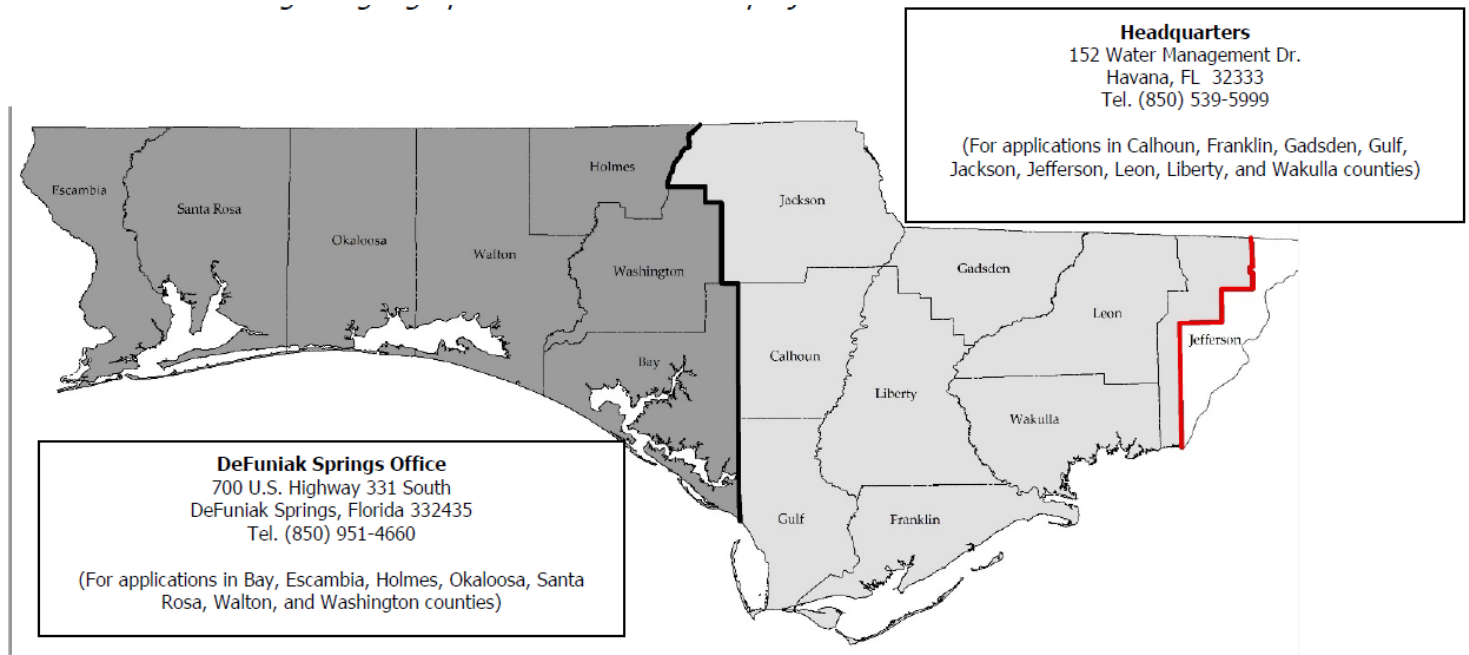 Headquarters
152 Water Management Dr.
Havana, FL 32333
Tel. (850) 539-5999
(For applications in Calhoun, Franklin, Gadsden, Gulf,
Jackson, Jefferson, Leon, Liberty, and Wakulla counties)
Escambia
Santa Rosa
Okaloosa
Walton
Holmes
Washington
Bay
Jackson
Calhoun
Gulf
Gadsden
Liberty
Franklin
Leon
Wakulla
Jefferson
DeFuniak Springs Office
700 U.S. Highway 331 South
DeFuniak Springs, Florida 332435
Tel. (850) 951-4660
(For applications in Bay, Escambia, Holmes, Okaloosa, Santa
Rosa, Walton, and Washington counties)